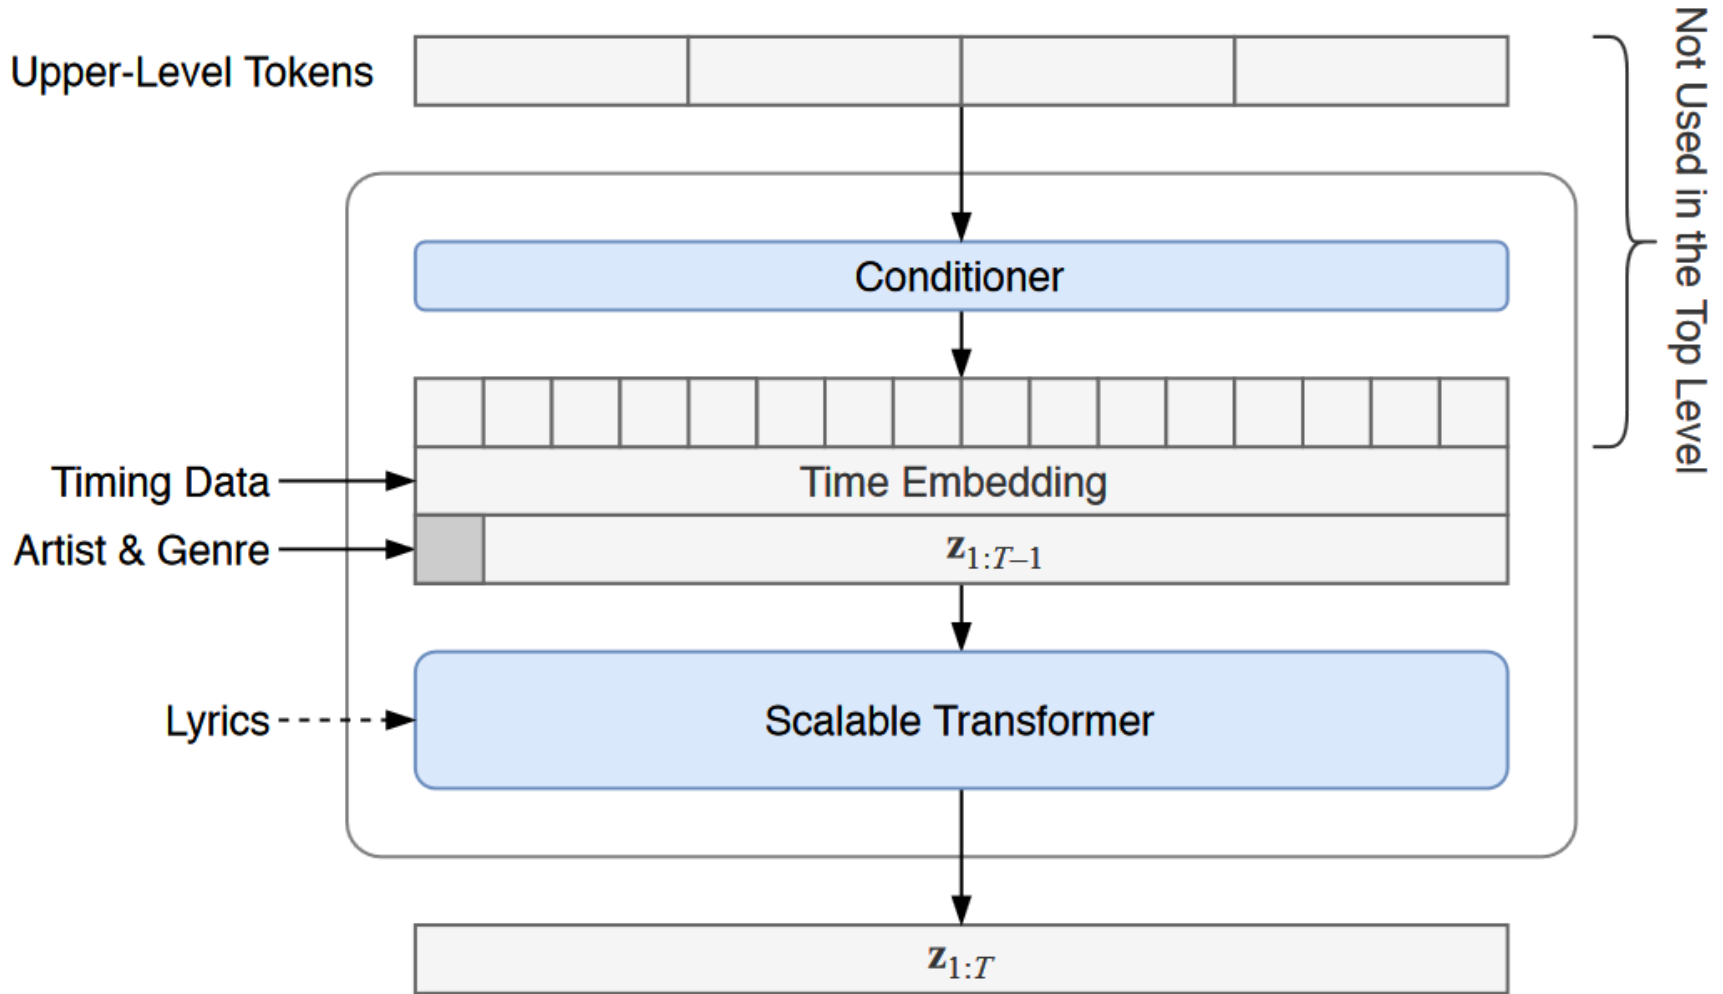 Upper-Level Tokens
Not Used in the Top Level
Conditioner
Timing Data
Time Embedding
Artist & Genre
z1:T−1
Lyrics
Scalable Transformer
z1:T